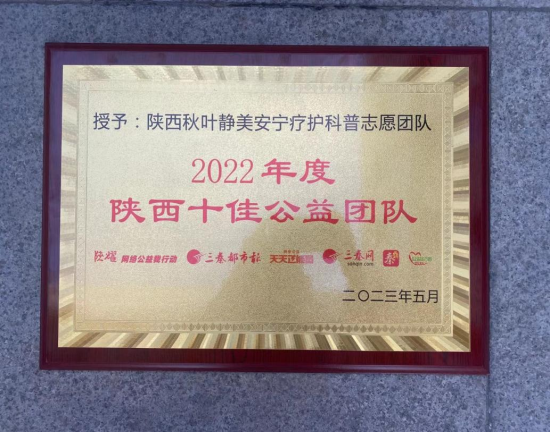 授予：陕西秋叶静美安宁疗护科普志愿团队
2022年度
陕西十佳公益团队
网络公益在行动 三秦都市报 天天正能量 三秦网
二〇二三年五月